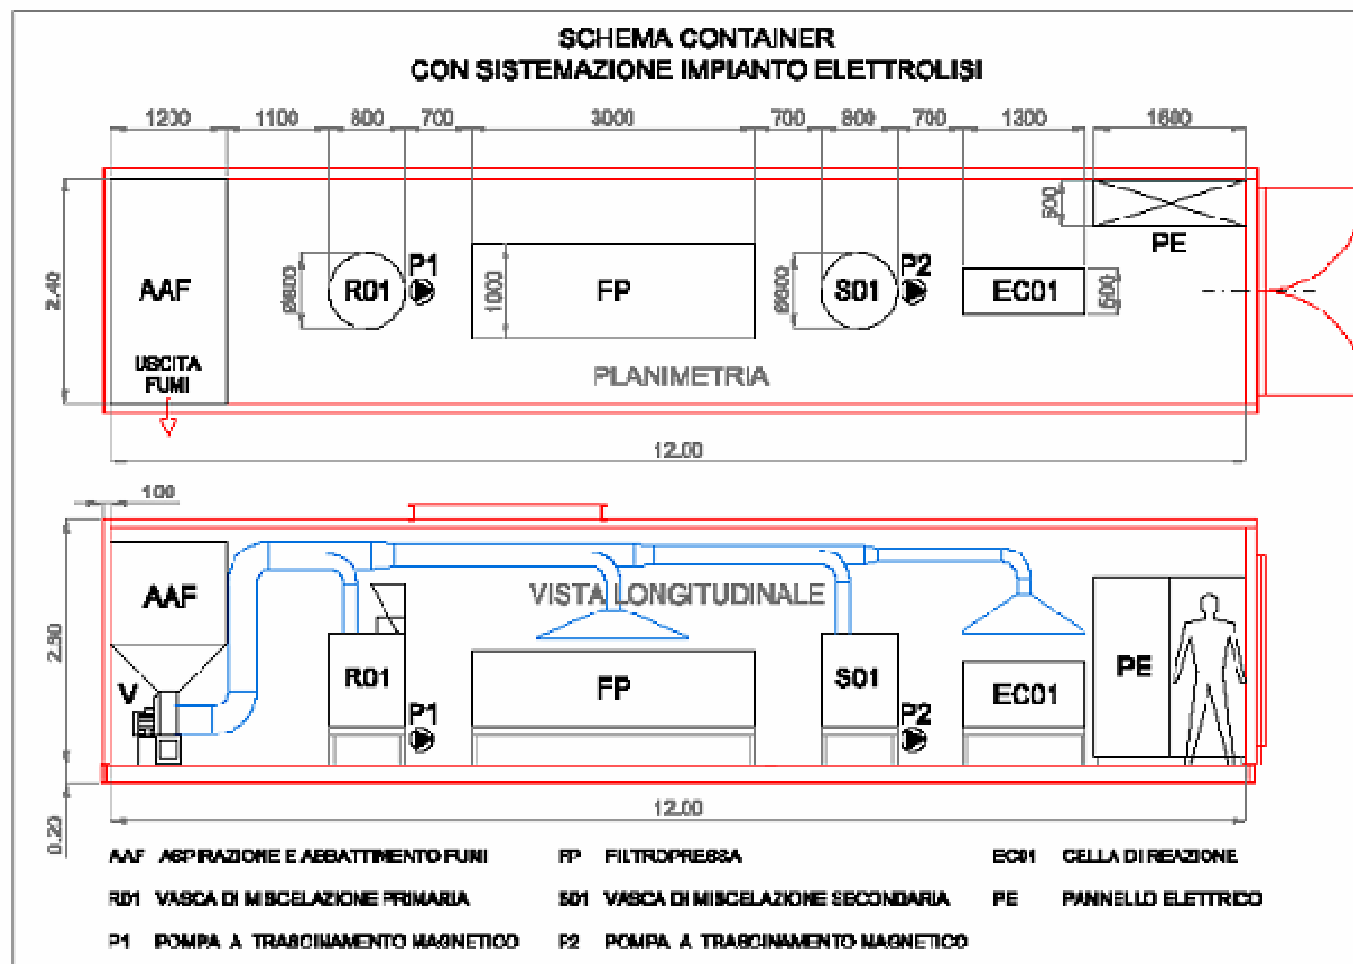 SCHEMA CONTAINER
CON SISTEMAZIONE IMPIANTO ELETTROLISI
1200 1100 800 700 3000 700 800 700 1300 1600
500
PE
2.40
AAF
R01
P1
1000
FP
S01
P2
EC01
USCITA
FUMI
PLANIMETRIA
12.00
100
AAF
VISTA LONGITUDINALE
V
R01
P1
FP
S01
P2
EC01
PE
0.20
12.00
AAF ASPIRAZIONE E ABBATTIMENTO FUMI FP FILTROPRESSA EC01 CELLA DI REAZIONE
R01 VASCA DI MISCELAZIONE PRIMARIA S01 VASCA DI MISCELAZIONE SECONDARIA PE PANNELLO ELETTRICO
P1 POMPA A TRASCINAMENTO MAGNETICO P2 POMPA A TRASCINAMENTO MAGNETICO